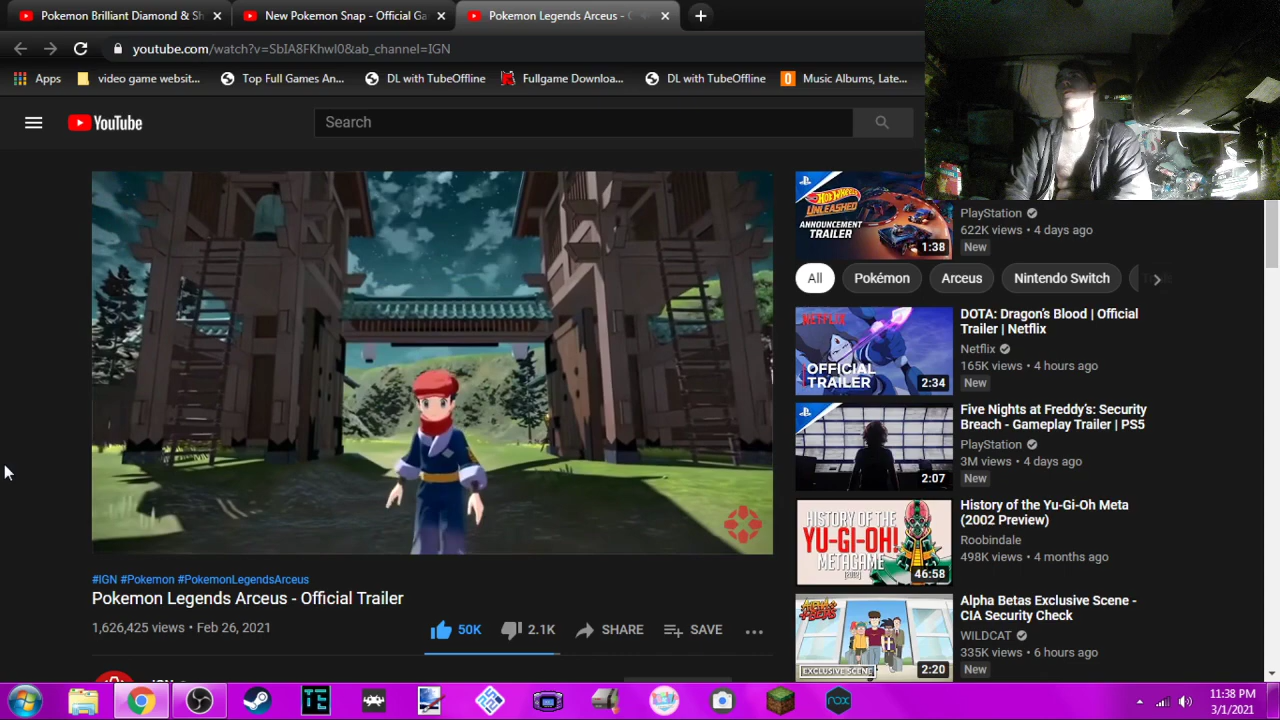 Pokemon Brilliant Diamond & Sh
New Pokemon Snap - Official Ga
Pokemon Legends Arceus -
youtube.com/watch?v=SbIA8FKhwI0&ab_channel=IGN
Apps
video game websit...
Top Full Games An...
DL with TubeOffline
Fullgame Downloa...
DL with TubeOffline
Music Albums, Late...
YouTube
Search
HOT WHEELS
UNLEASHED
ANNOUNCEMENT
TRAILER
1:38
PlayStation
622K views • 4 days ago
New
All
Pokémon
Arceus
Nintendo Switch
NETFLIX
OFFICIAL
TRAILER
2:34
DOTA: Dragon's Blood | Official
Trailer | Netflix
Netflix
165K views • 4 hours ago
New
2:07
Five Nights at Freddy's: Security
Breach - Gameplay Trailer | PS5
PlayStation
3M views • 4 days ago
New
HISTORY OF THE
YU-GI-OH!
METAGAME
46:58
History of the Yu-Gi-Oh Meta
(2002 Preview)
Roobindale
498K views • 4 months ago
ALPHA
BETAS
EXCLUSIVE SCENE
2:20
Alpha Betas Exclusive Scene -
CIA Security Check
WILDCAT
335K views • 6 hours ago
New
#IGN #Pokemon #PokemonLegendsArceus
Pokemon Legends Arceus - Official Trailer
1,626,425 views • Feb 26, 2021
50K
2.1K
SHARE
SAVE
11:38 PM
3/1/2021